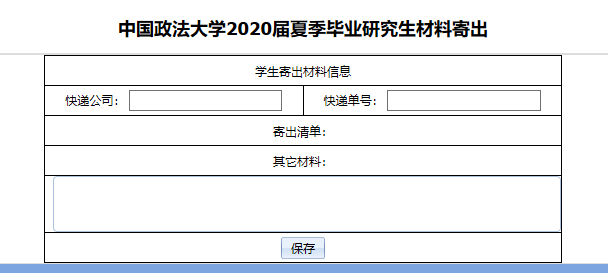 中国政法大学2020届夏季毕业研究生材料寄出
学生寄出材料信息
快递公司： 快递单号：
寄出清单：
其它材料：
保存